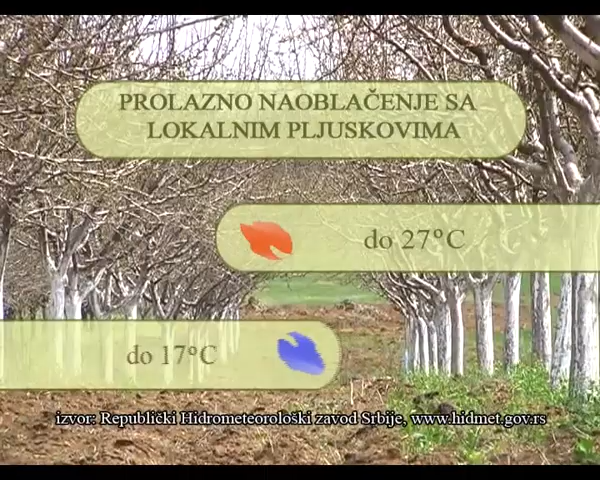 PROLAZNO NAOBLAČENJE SA
LOKALNIM PLJUSKOVIMA
do 27°C
do 17°C
izvor: Republički Hidrometeorološki zavod Srbije, www.hidmet.gov.rs